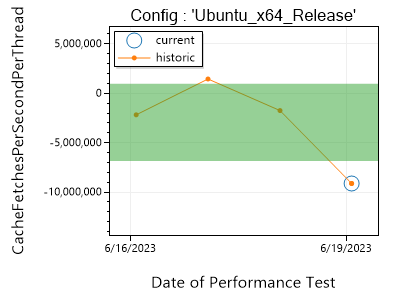 Config : 'Ubuntu_x64_Release'
CacheFetchesPerSecondPerThread
5,000,000
0
-5,000,000
-10,000,000
current
historic
6/16/2023
6/19/2023
Date of Performance Test